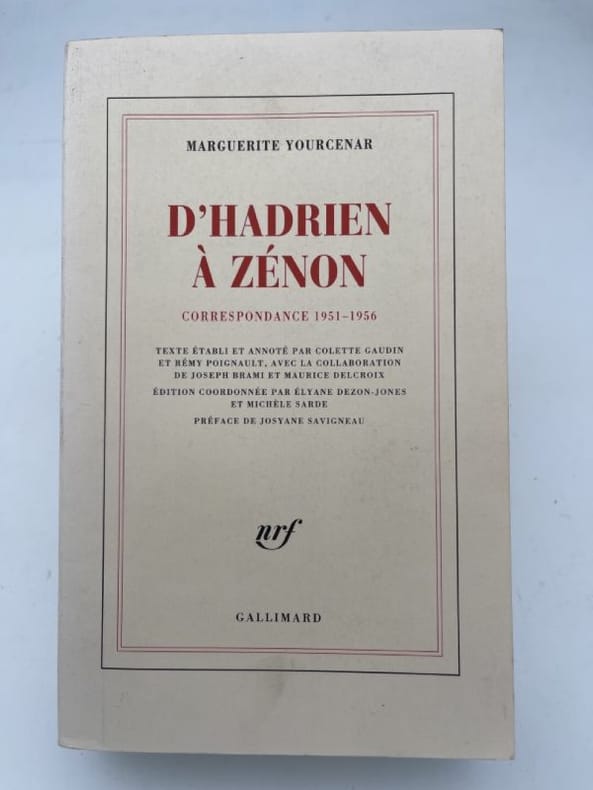 MARGUERITE YOURCENAR
D'HADRIEN
À ZÉNON
CORRESPONDANCE 1951-1956
TEXTE ÉTABLI ET ANNOTÉ PAR COLETTE GAUDIN
ET RÉMY POIGNAULT, AVEC LA COLLABORATION
DE JOSEPH BRAMI ET MAURICE DELCROIX
ÉDITION COORDONNÉE PAR ÉLYANE DEZON-JONES
ET MICHÈLE SARDE
PRÉFACE DE JOSYANE SAVIGNEAU
nrf
GALLIMARD